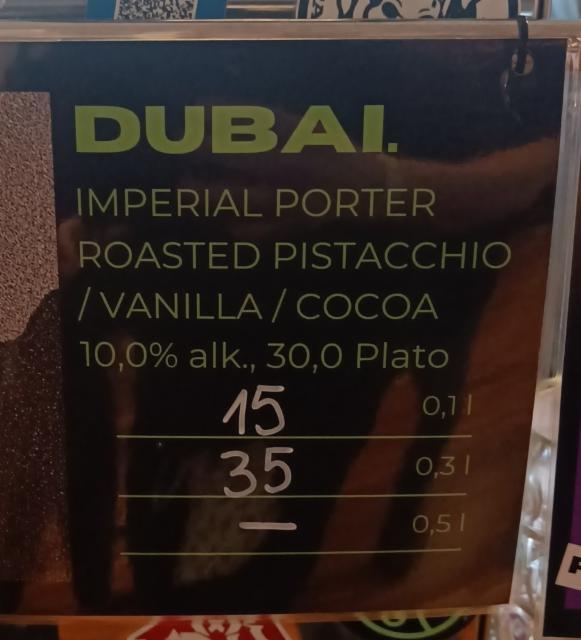 DUBAI.
IMPERIAL PORTER
ROASTED PISTACCHIO
/ VANILLA / COCOA
10,0% alk., 30,0 Plato
15 0,1 l
35 0,3 l
— 0,5 l